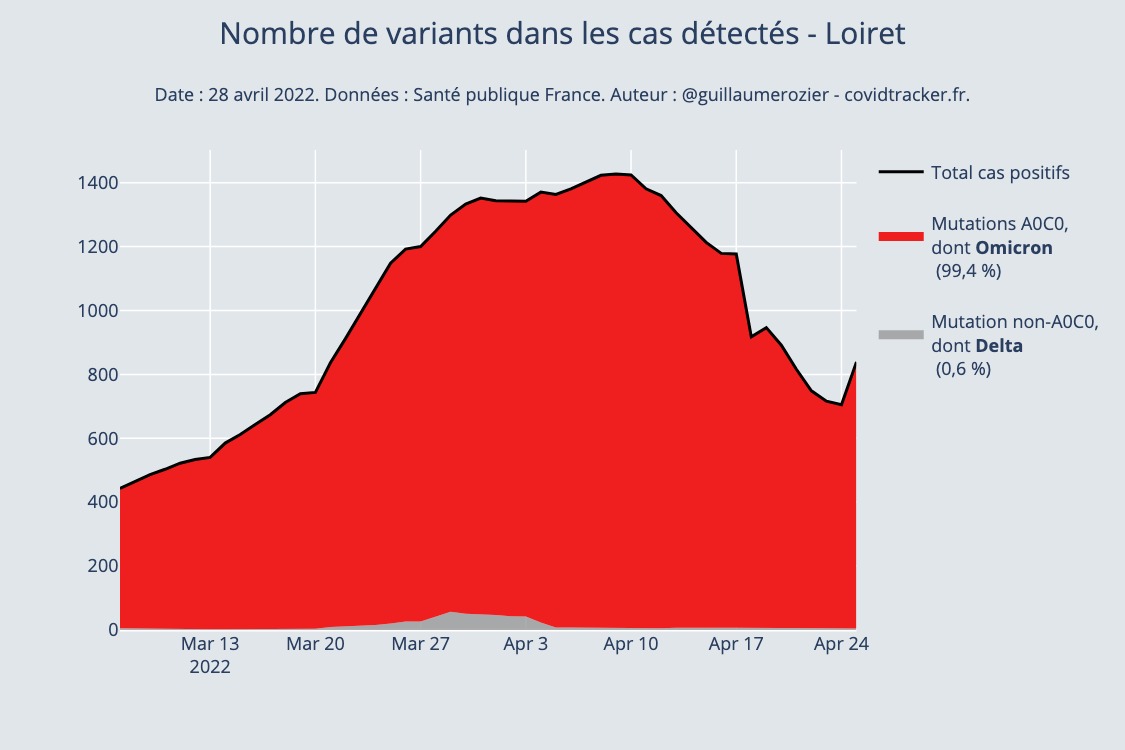 Nombre de variants dans les cas détectés - Loiret
Date : 28 avril 2022. Données : Santé publique France. Auteur : @guillaumerozier - covidtracker.fr.
1400
1200
1000
800
600
400
200
0
Mar 13
2022
Mar 20
Mar 27
Apr 3
Apr 10
Apr 17
Apr 24
Total cas positifs
Mutations A0C0,
dont Omicron
(99,4 %)
Mutation non-A0C0,
dont Delta
(0,6 %)